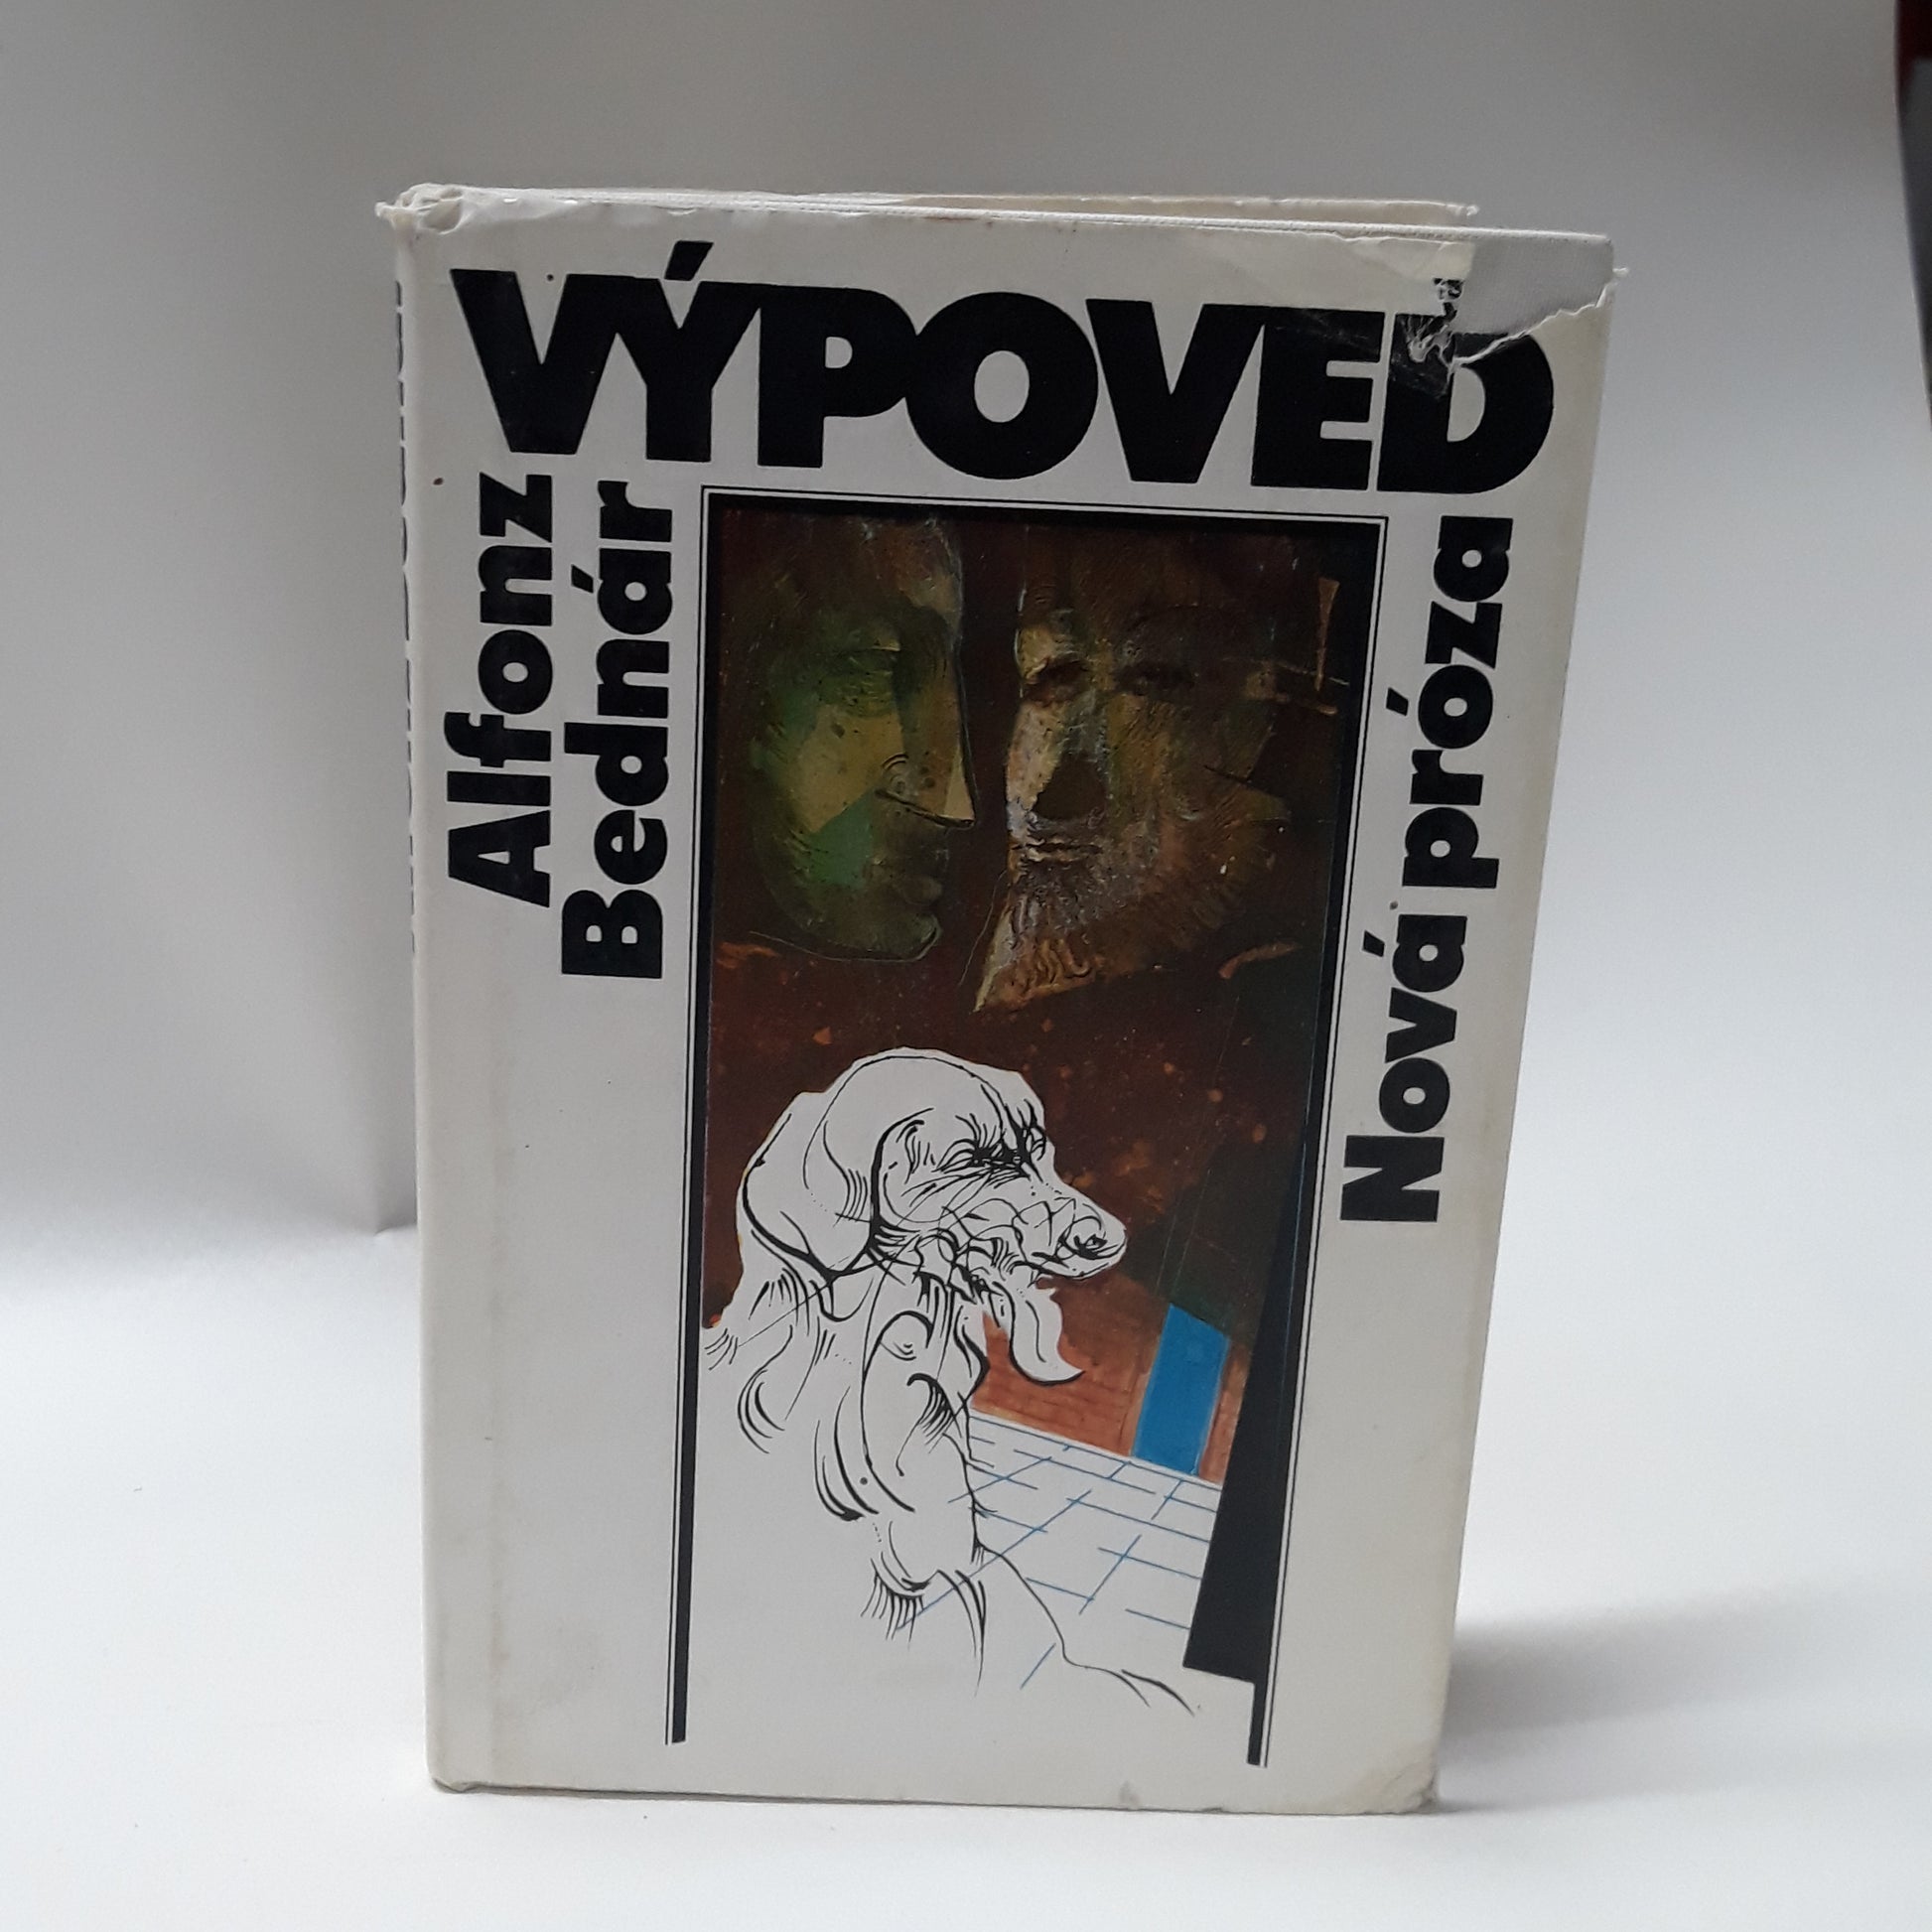 VÝPOVEĎ
Alfonz
Bednár
Nová próza